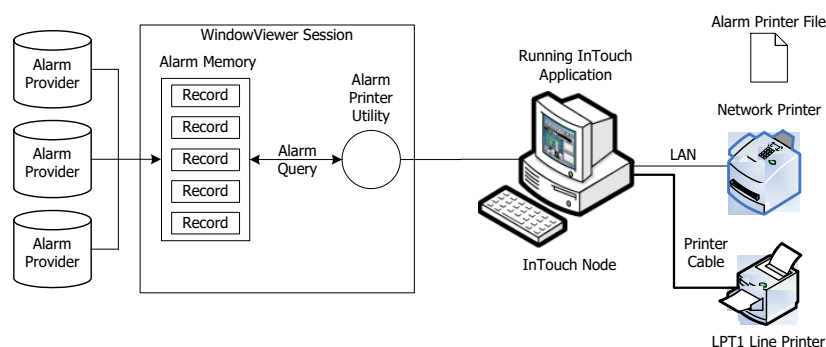 WindowViewer Session
Alarm
Provider
Alarm
Provider
Alarm
Provider
Alarm Memory
Record
Record
Record
Record
Record
Alarm
Query
Alarm
Printer
Utility
Running InTouch
Application
InTouch Node
Alarm Printer File
Network Printer
LAN
Printer
Cable
LPT1 Line Printer